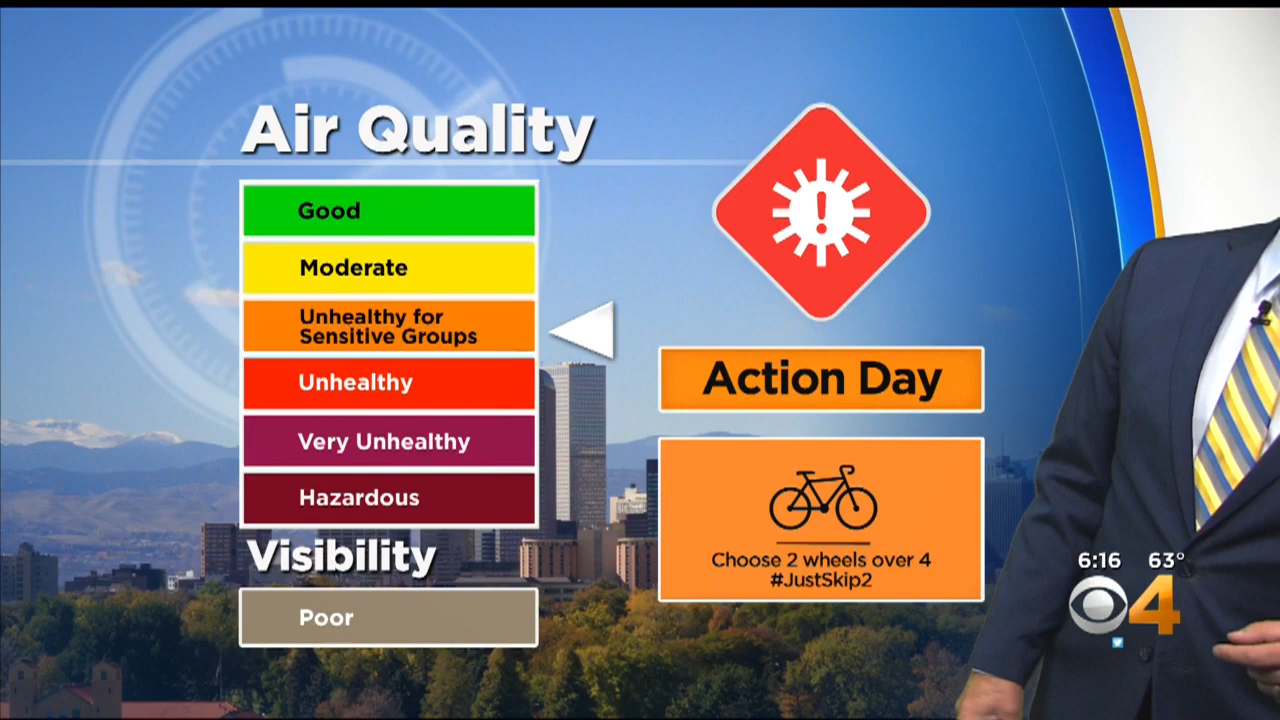 Air Quality
Good
Moderate
Unhealthy for
Sensitive Groups
Unhealthy
Very Unhealthy
Hazardous
Visibility
Poor
!
Action Day
Choose 2 wheels over 4
#JustSkip2
6:16 63°
4